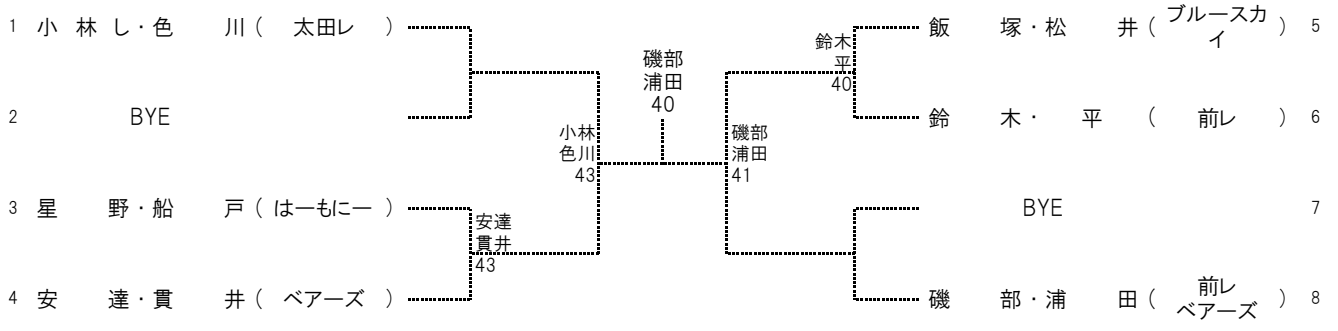 1 小 林 し・色 川 ( 太田レ )
2 BYE
3 星 野・船 戸 ( はーもにー )
4 安 達・貫 井 ( ベアーズ )
安達
貫井
43
小林
色川
43
磯部
浦田
40
磯部
浦田
41
鈴木
平
40
飯 塚・松 井 ( ブルースカ
イ ) 5
鈴 木・ 平 ( 前レ ) 6
BYE 7
磯 部・浦 田 ( 前レ
ベアーズ ) 8